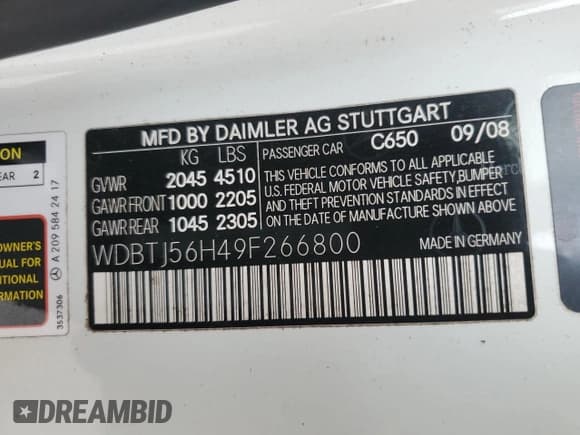 MFD BY DAIMLER AG STUTTGART
KG LBS
GVWR 2045 4510
GAWR FRONT 1000 2205
GAWR REAR 1045 2305
PASSENGER CAR C650 09/08
THIS VEHICLE CONFORMS TO ALL APPLICABLE
U.S. FEDERAL MOTOR VEHICLE SAFETY, BUMPER
AND THEFT PREVENTION STANDARDS IN EFFECT
ON THE DATE OF MANUFACTURE SHOWN ABOVE.
WDBTJ56H49F266800
MADE IN GERMANY
ION
EAR 2
A 209 584 24 17
OWNER'S
UAL FOR
ITIONAL
RMATION
3537306
DREAMBID